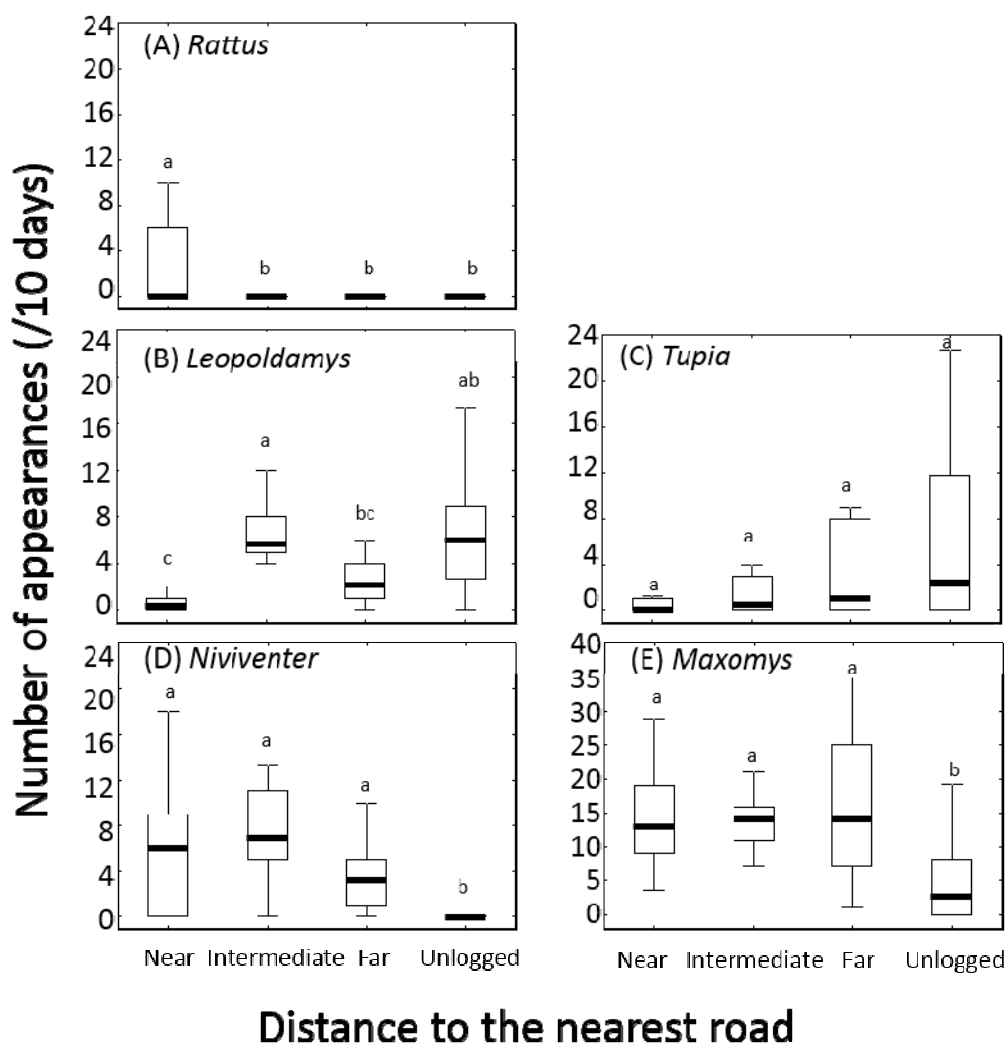 Number of appearances (/10 days)
(A) Rattus
24
20
16
12
8
4
0
a
b
b
b
(B) Leopoldamys
24
20
16
12
8
4
0
c
a
bc
ab
(C) Tupia
24
20
16
12
8
4
0
a
a
a
a
(D) Niviventer
24
20
16
12
8
4
0
a
a
a
b
Near Intermediate Far Unlogged
(E) Maxomys
40
35
30
25
20
15
10
5
0
a
a
a
b
Near Intermediate Far Unlogged
Distance to the nearest road